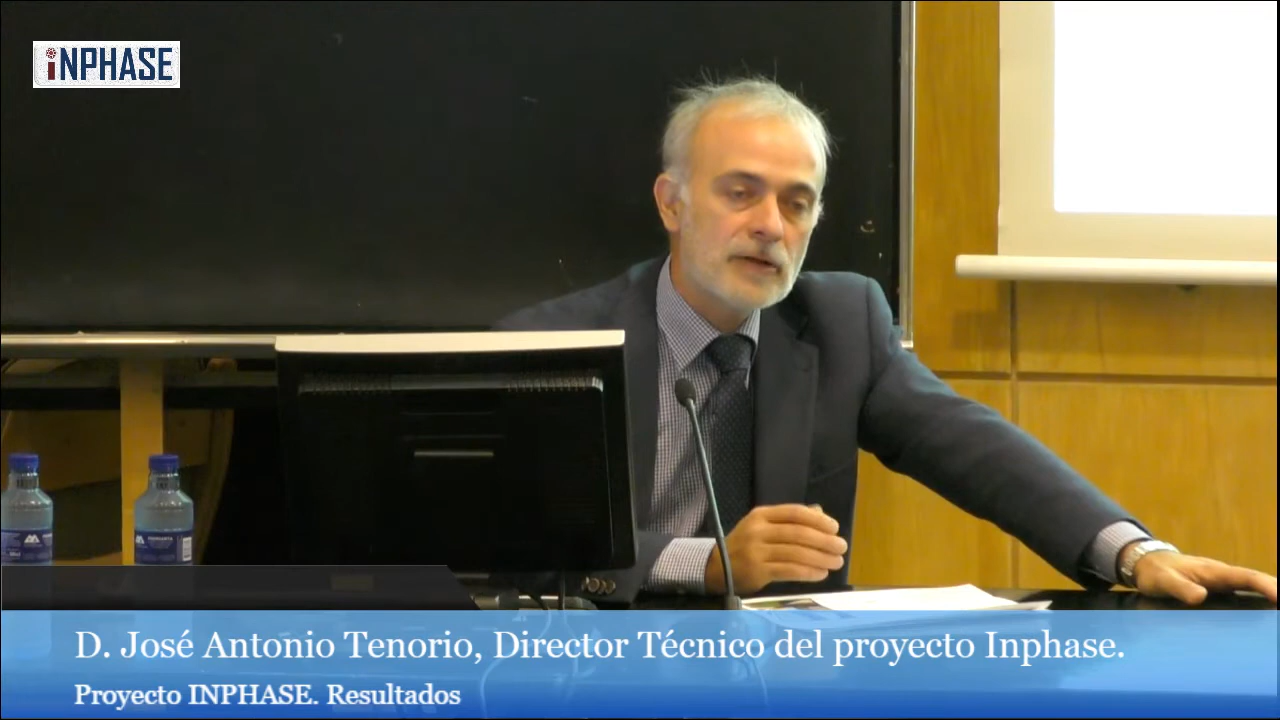 iNPHASE
D. José Antonio Tenorio, Director Técnico del proyecto Inphase.
Proyecto INPHASE. Resultados